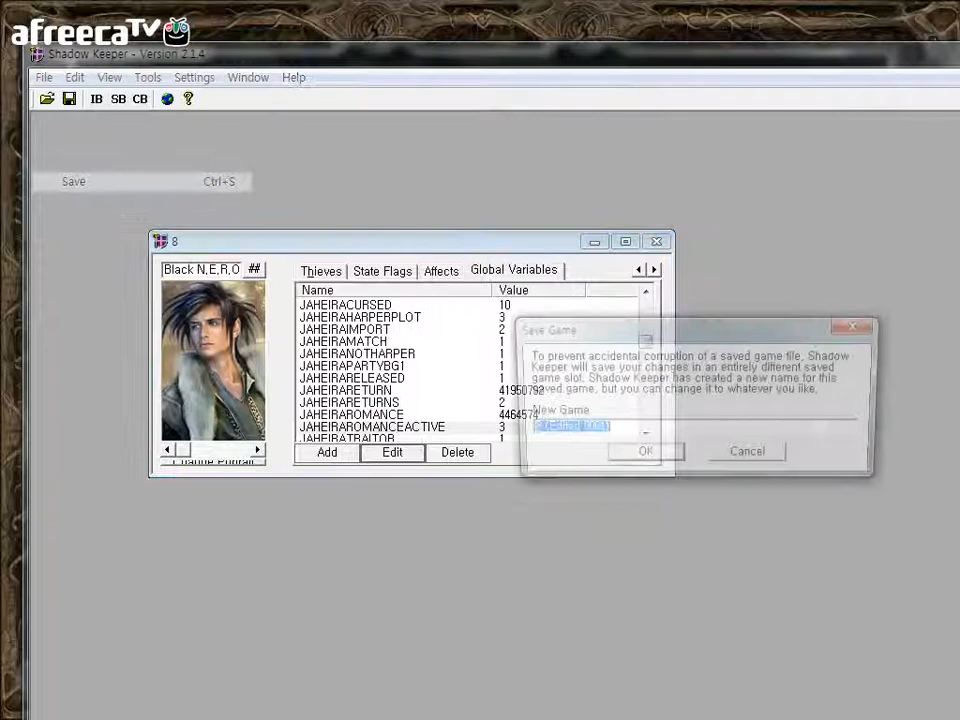 afreecaTV
Shadow Keeper - Version 2.1.4
File Edit View Tools Settings Window Help
IB SB CB ?
Save Ctrl+S
8
Black N,E,R,O ##
Thieves State Flags Affects Global Variables
Name Value
JAHEIRACURSED 10
JAHEIRAHARPERPLOT 3
JAHEIRAIMPORT 2
JAHEIRAMATCH 1
JAHEIRANOTHARPER 1
JAHEIRAPARTYBG1 1
JAHEIRARELEASED 1
JAHEIRARETURN 41950792
JAHEIRARETURNS 2
JAHEIRAROMANCE 4464574
JAHEIRAROMANCEACTIVE 3
JAHEIRATRAITOR 1
Add Edit Delete
Change Portrait
Save Game
To prevent accidental corruption of a saved game file, Shadow
Keeper will save your changes in an entirely different saved
game slot. Shadow Keeper has created a new name for this
saved game, but you can change it to whatever you like.
New Game
OK Cancel